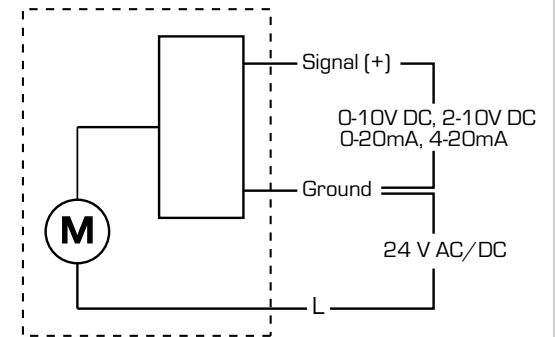 Signal (+)
0-10V DC, 2-10V DC
0-20mA, 4-20mA
Ground
M
24 V AC/DC
L